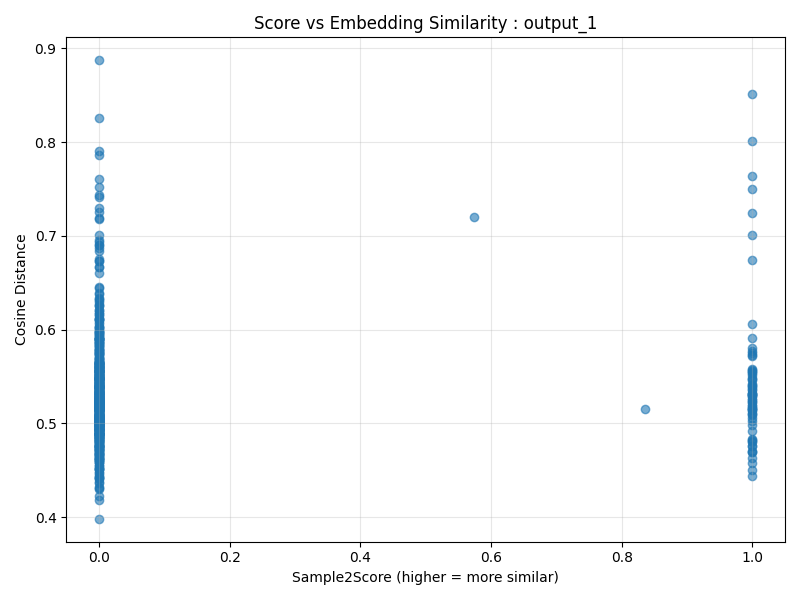 Score vs Embedding Similarity : output_1
Cosine Distance
0.9
0.8
0.7
0.6
0.5
0.4
0.0 0.2 0.4 0.6 0.8 1.0
Sample2Score (higher = more similar)